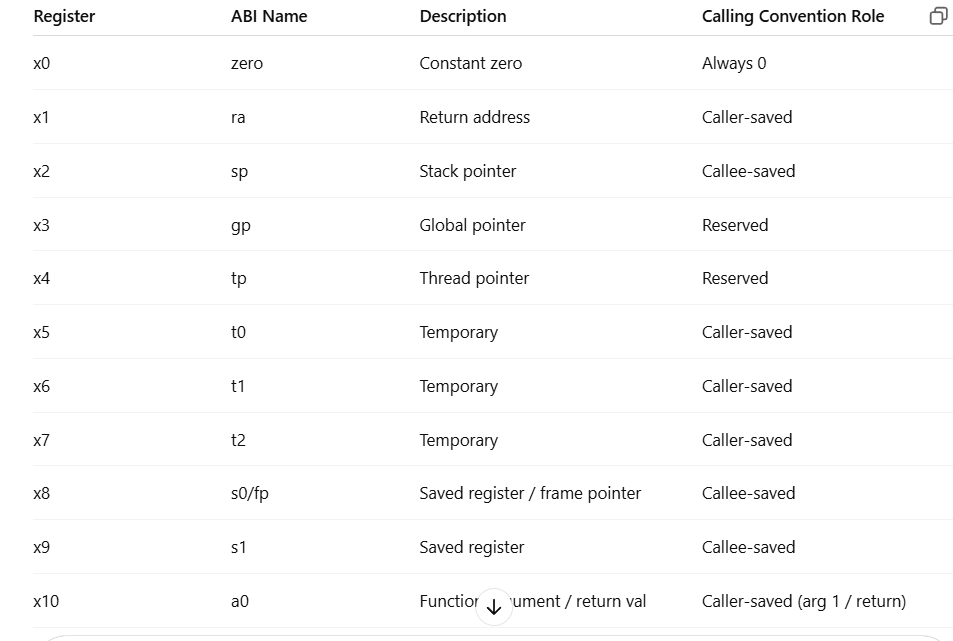 Register ABI Name Description Calling Convention Role
x0 zero Constant zero Always 0
x1 ra Return address Caller-saved
x2 sp Stack pointer Callee-saved
x3 gp Global pointer Reserved
x4 tp Thread pointer Reserved
x5 t0 Temporary Caller-saved
x6 t1 Temporary Caller-saved
x7 t2 Temporary Caller-saved
x8 s0/fp Saved register / frame pointer Callee-saved
x9 s1 Saved register Callee-saved
x10 a0 / return val Caller-saved (arg 1 / return)